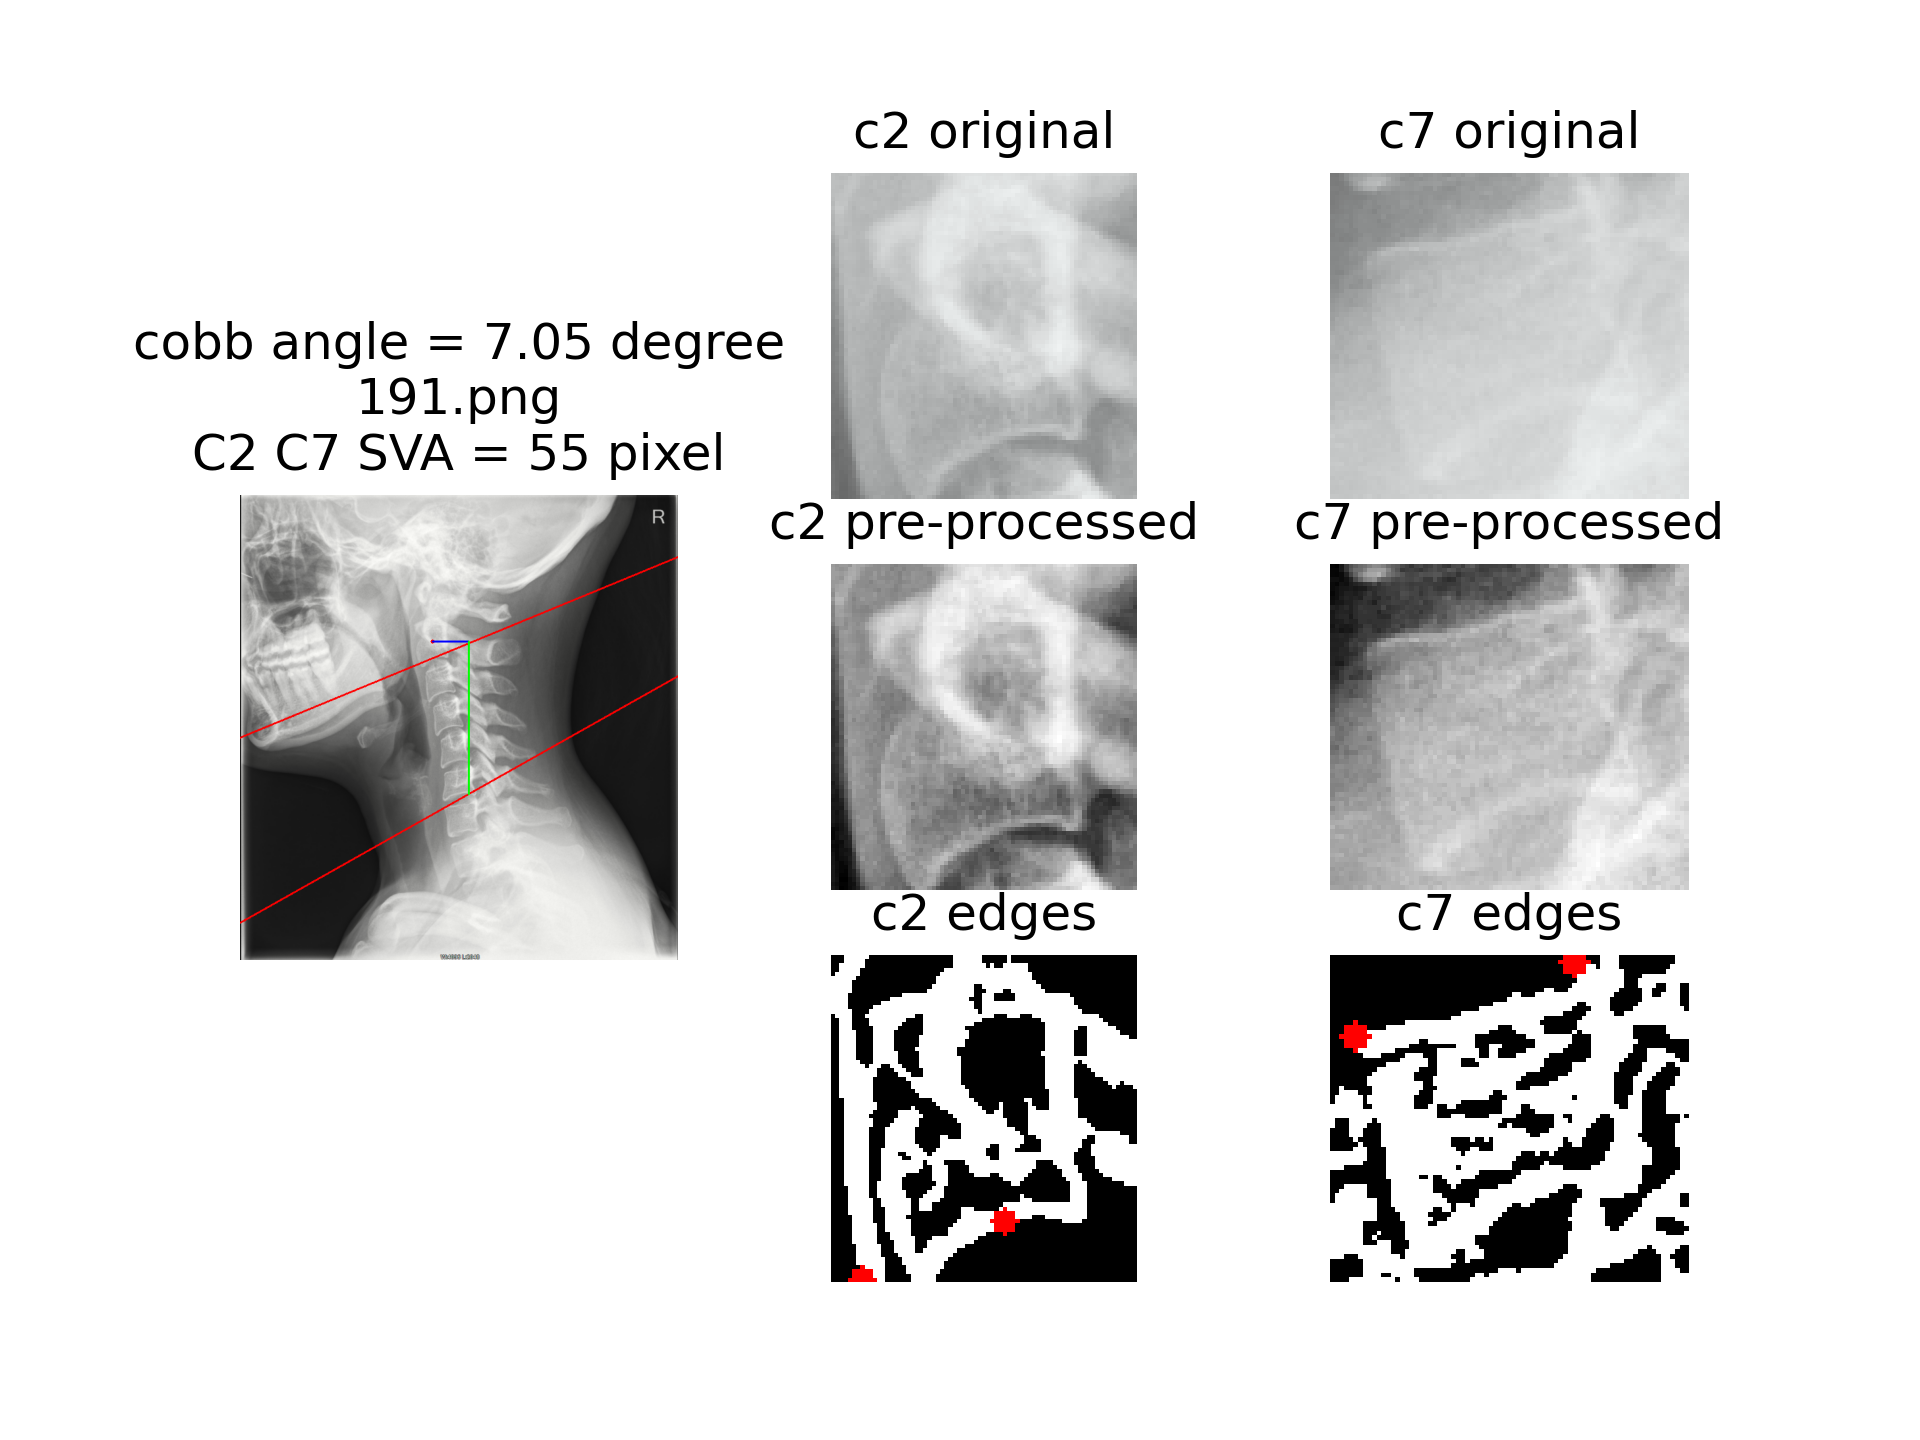 cobb angle = 7.05 degree
191.png
C2 C7 SVA = 55 pixel
R
c2 original
c7 original
c2 pre-processed
c7 pre-processed
c2 edges
c7 edges